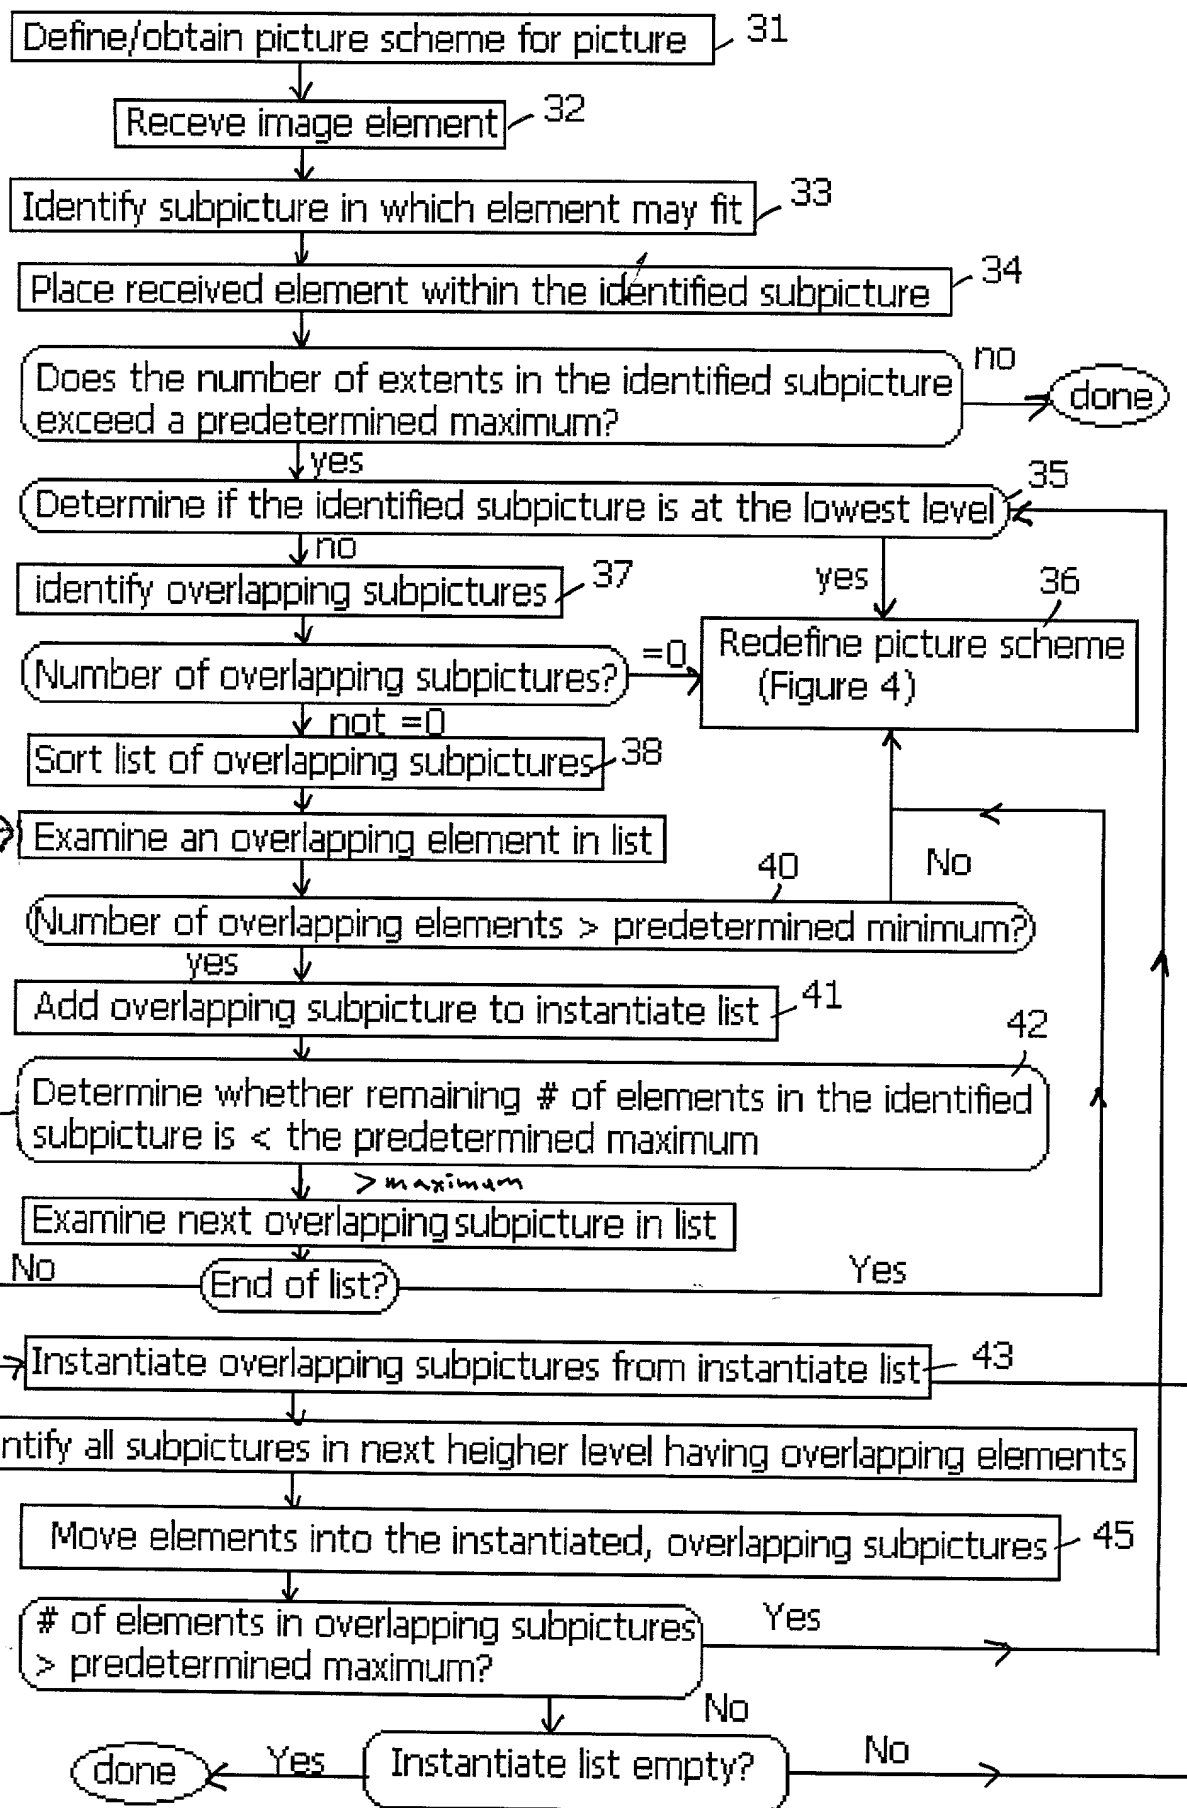 Define/obtain picture scheme for picture 31
Receve image element 32
Identify subpicture in which element may fit 33
Place received element within the identified subpicture 34
Does the number of extents in the identified subpicture
exceed a predetermined maximum?
no
done
yes
Determine if the identified subpicture is at the lowest level 35
no
yes
identify overlapping subpictures 37
36
Redefine picture scheme
(Figure 4)
Number of overlapping subpictures?
=0
not =0
Sort list of overlapping subpictures 38
Examine an overlapping element in list
No
40
Number of overlapping elements > predetermined minimum?
yes
Add overlapping subpicture to instantiate list 41
42
Determine whether remaining # of elements in the identified
subpicture is < the predetermined maximum
> maximum
Examine next overlapping subpicture in list
No
End of list?
Yes
Instantiate overlapping subpictures from instantiate list 43
ntify all subpictures in next heigher level having overlapping elements
Move elements into the instantiated, overlapping subpictures 45
# of elements in overlapping subpictures
> predetermined maximum?
Yes
No
done
Yes
Instantiate list empty?
No